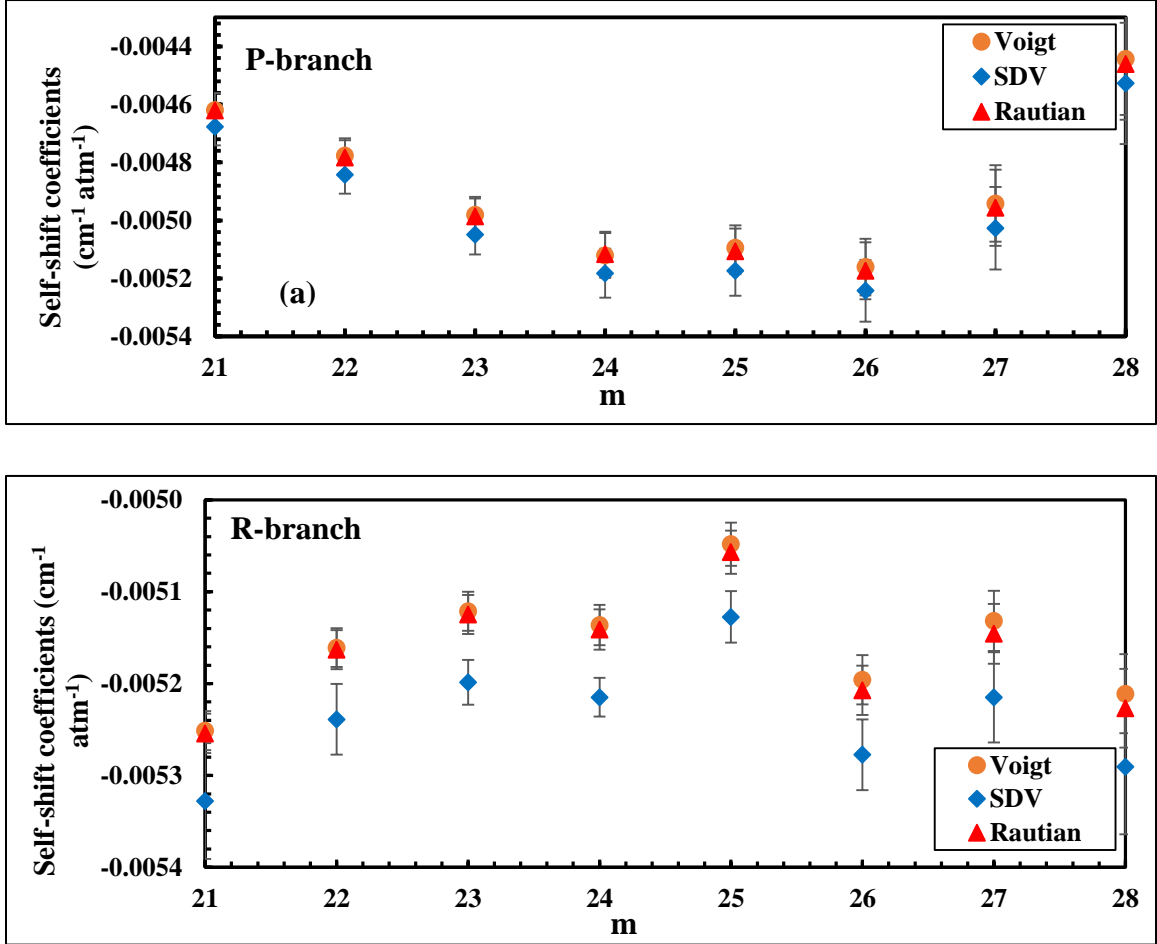 P-branch
Voigt
SDV
Rautian
-0.0044
-0.0046
-0.0048
-0.0050
-0.0052
-0.0054
Self-shift coefficients
(cm-1 atm-1)
(a)
21 22 23 24 25 26 27 28
m
R-branch
-0.0050
-0.0051
-0.0052
-0.0053
-0.0054
Self-shift coefficients (cm-1
atm-1)
Voigt
SDV
Rautian
21 22 23 24 25 26 27 28
m